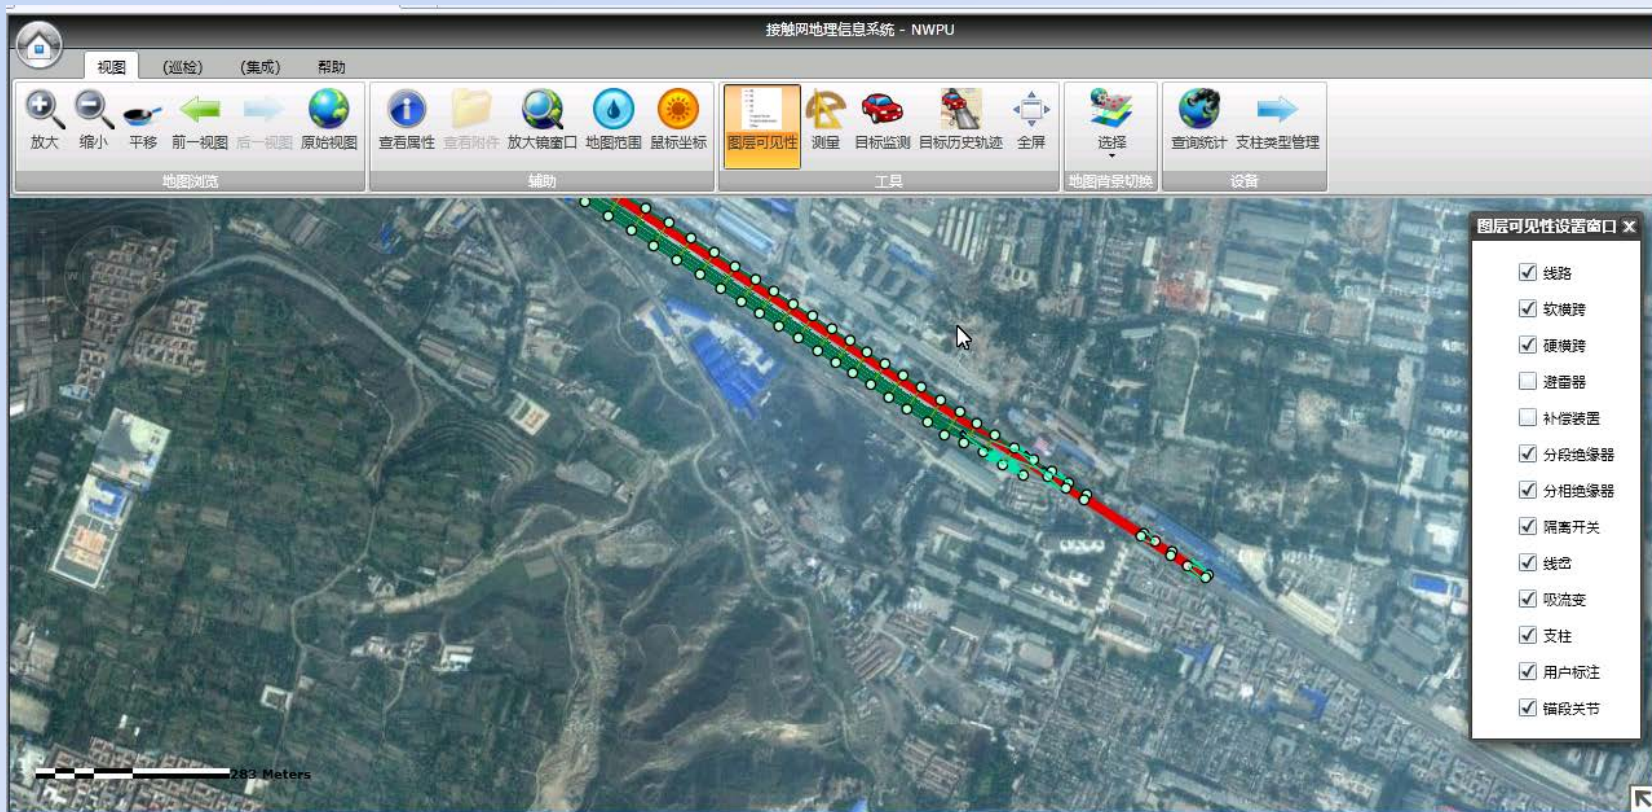 接触网地理信息系统 - NWPU
视图 (巡检) (集成) 帮助
放大 缩小 平移 前一视图 后一视图 原始视图 查看属性 查看附件 放大镜窗口 地图范围 鼠标坐标 图层可见性 测量 目标监测 目标历史轨迹 全屏 选择 查询统计 支柱类型管理
地图浏览 辅助 工具 地图背景切换 设备
图层可见性设置窗口 X
线路
软横跨
硬横跨
避雷器
补偿装置
分段绝缘器
分相绝缘器
隔离开关
线岔
吸流变
支柱
用户标注
锚段关节
283 Meters